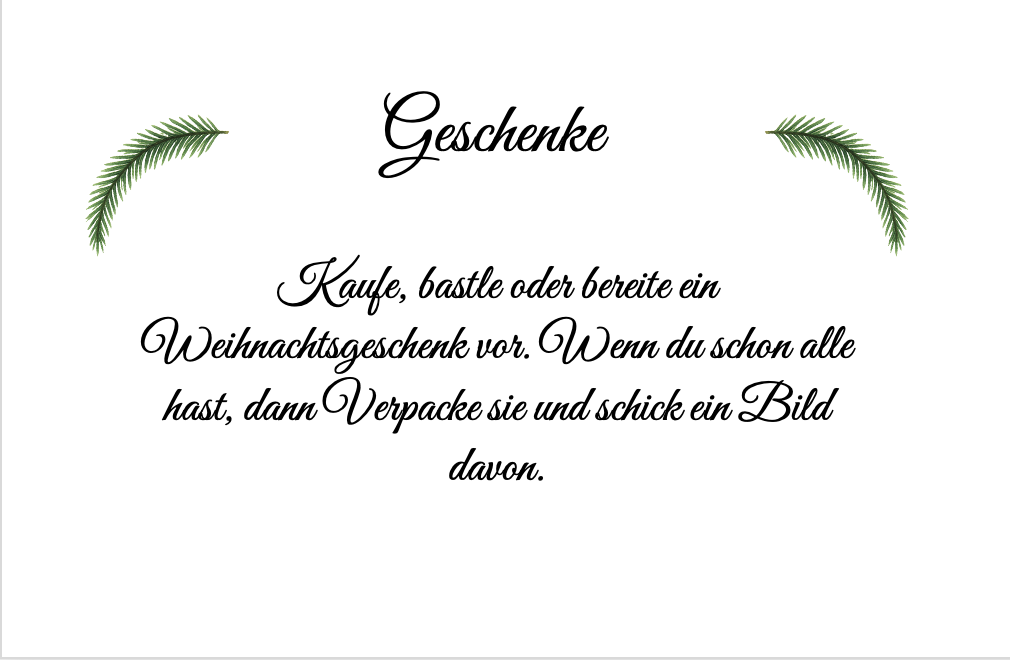 Geschenke
Kaufe, bastle oder bereite ein
Weihnachtsgeschenk vor. Wenn du schon alle
hast, dann Verpacke sie und schick ein Bild
davon.